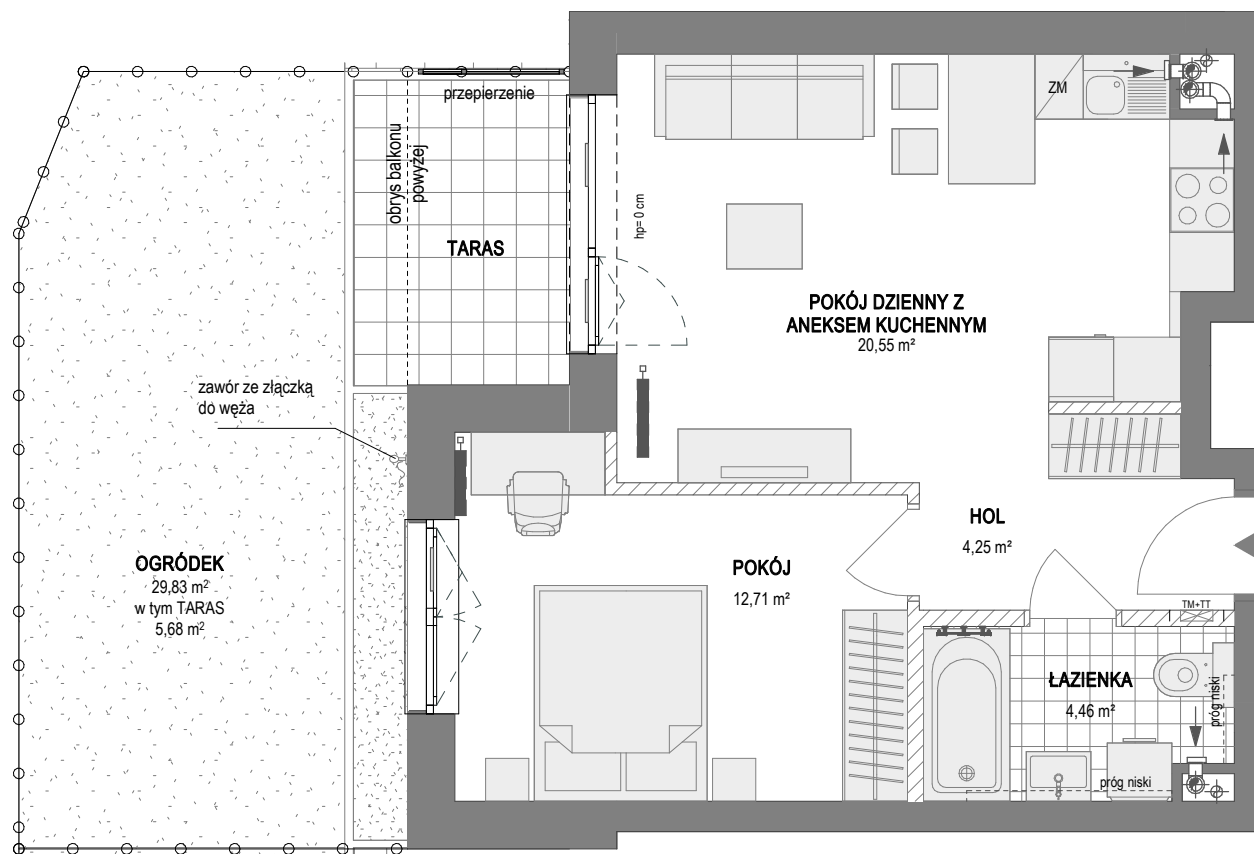 przepierzenie
ZM
obrys balkonu
powyżej
hp= 0 cm
TARAS
POKÓJ DZIENNY Z
ANEKSEM KUCHENNYM
20,55 m²
zawór ze złączką
do węża
HOL
4,25 m²
OGRÓDEK
29,83 m²
w tym TARAS
5,68 m²
POKÓJ
12,71 m²
TM+TT
ŁAZIENKA
4,46 m²
próg niski
próg niski